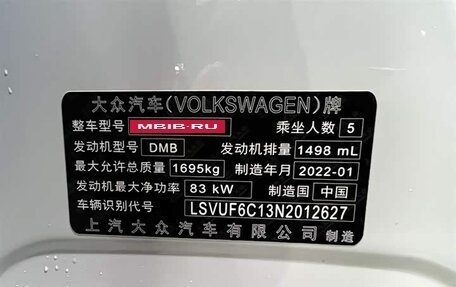 大众汽车(VOLKSWAGEN)牌
整车型号 MBIB-RU 乘坐人数 5
发动机型号 DMB 发动机排量 1498 mL
最大允许总质量 1695kg 制造年月 2022-01
发动机最大净功率 83 kW 制造国 中国
车辆识别代号 LSVUF6C13N2012627
上汽大众汽车有限公司 制造